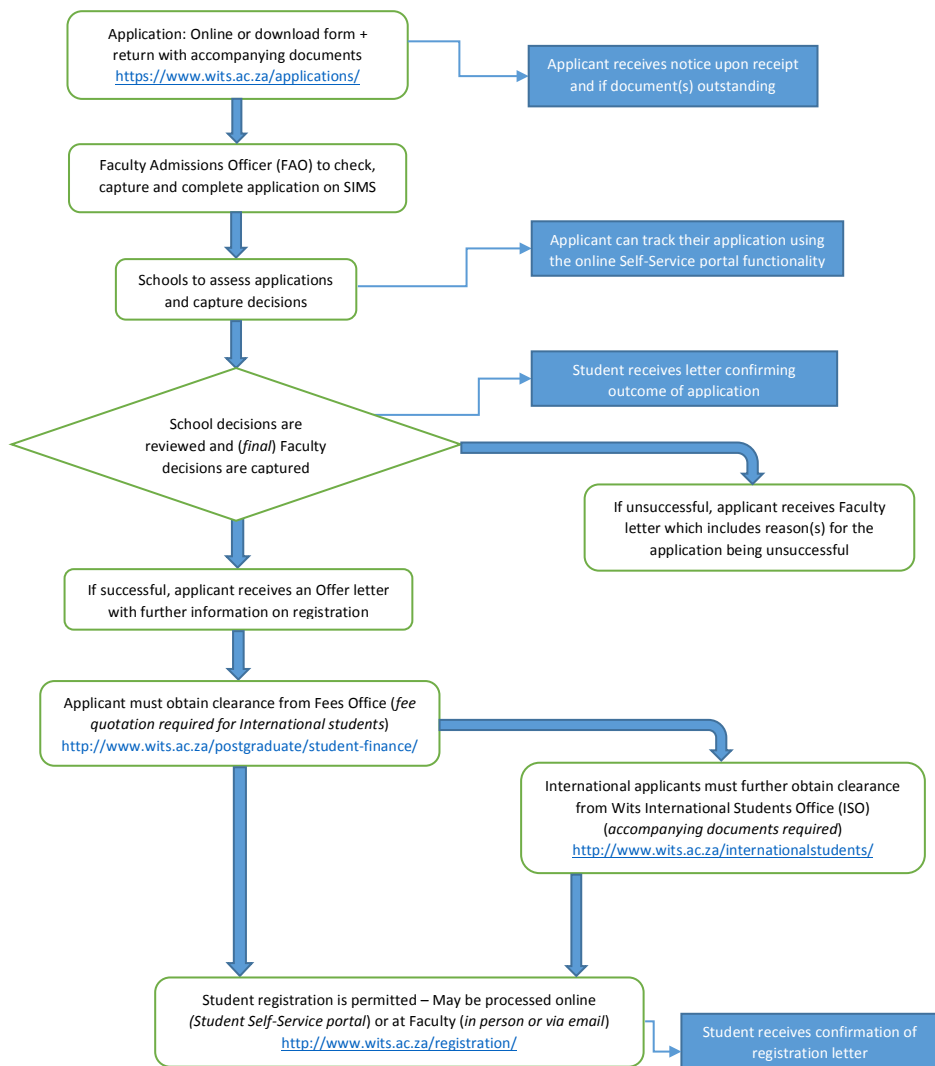 Application: Online or download form +
return with accompanying documents
https://www.wits.ac.za/applications/
Applicant receives notice upon receipt
and if document(s) outstanding
Faculty Admissions Officer (FAO) to check,
capture and complete application on SIMS
Applicant can track their application using
the online Self-Service portal functionality
Schools to assess applications
and capture decisions
Student receives letter confirming
outcome of application
School decisions are
reviewed and (final) Faculty
decisions are captured
If unsuccessful, applicant receives Faculty
letter which includes reason(s) for the
application being unsuccessful
If successful, applicant receives an Offer letter
with further information on registration
Applicant must obtain clearance from Fees Office (fee
quotation required for International students)
http://www.wits.ac.za/postgraduate/student-finance/
International applicants must further obtain clearance
from Wits International Students Office (ISO)
(accompanying documents required)
http://www.wits.ac.za/internationalstudents/
Student registration is permitted – May be processed online
(Student Self-Service portal) or at Faculty (in person or via email)
http://www.wits.ac.za/registration/
Student receives confirmation of
registration letter